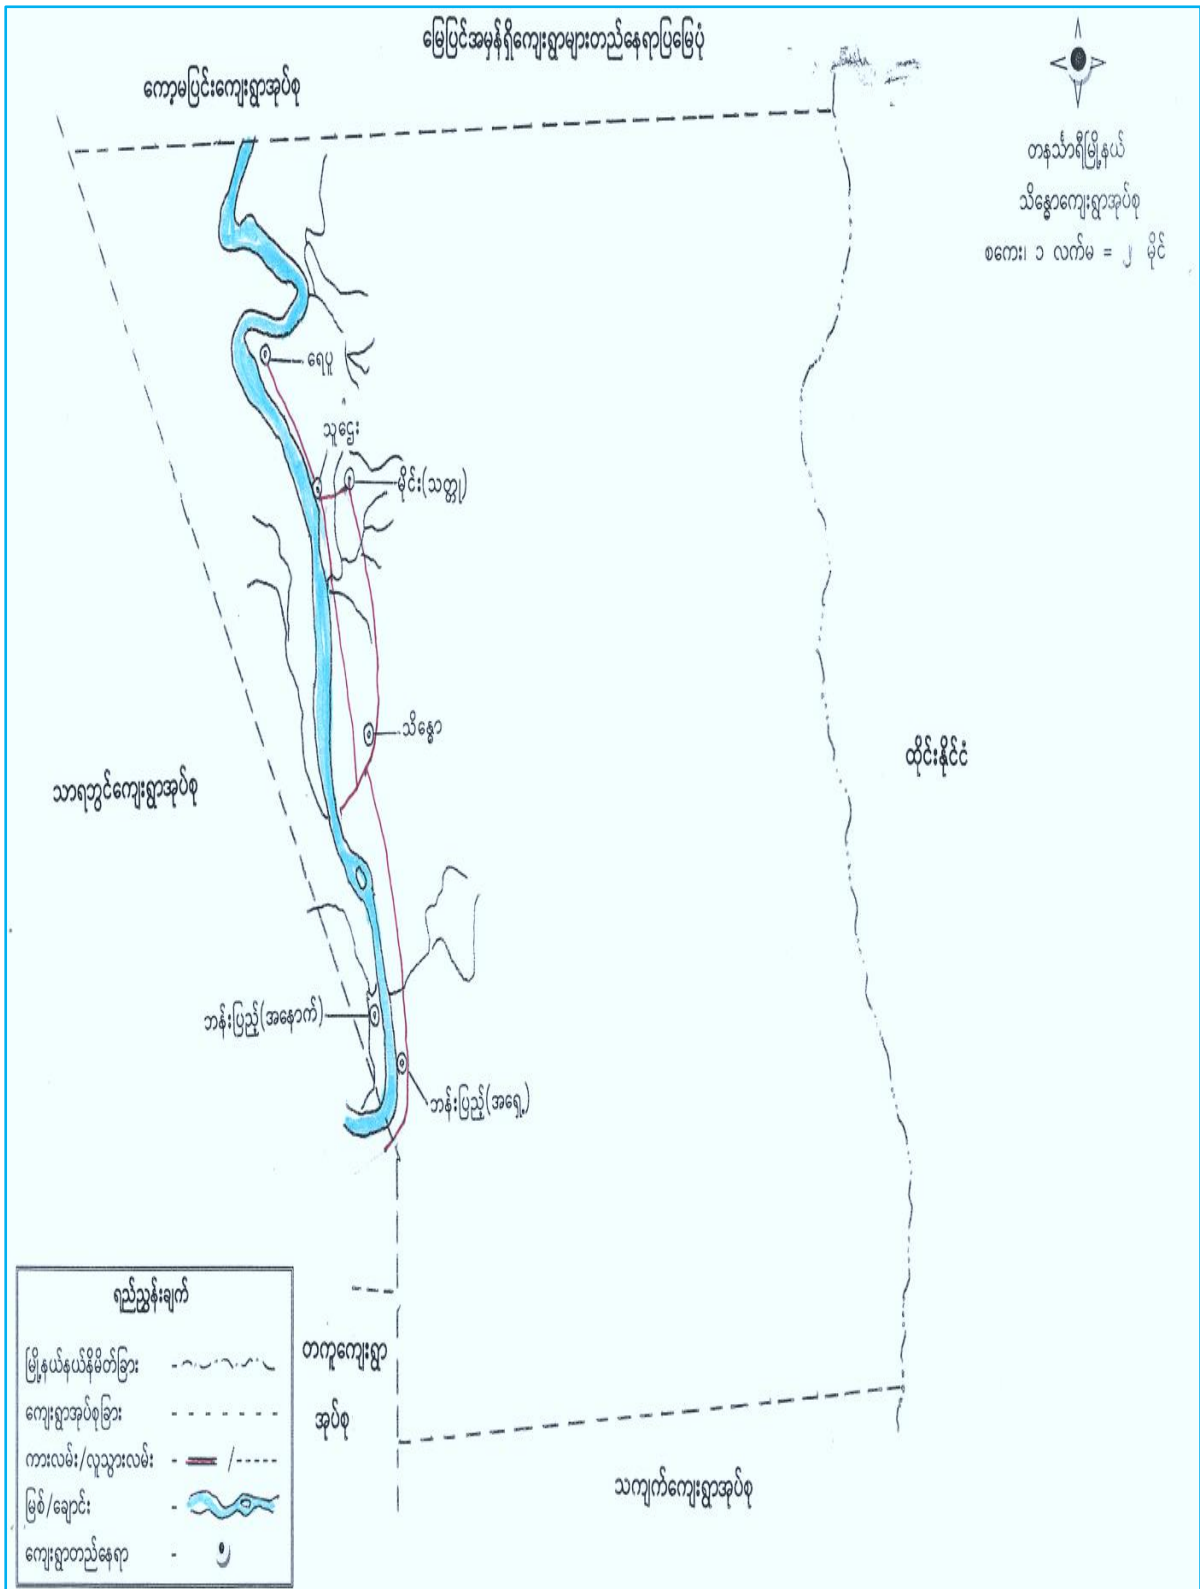 မြေပြင်အမှန်ရှိကျေးရွာများတည်နေရာပြမြေပုံ
ကော့မပြင်းကျေးရွာအုပ်စု
တနင်္သာရီမြို့နယ်
သိန္ဓောကျေးရွာအုပ်စု
စကေး၊ ၁ လက်မ = ၂ မိုင်
ရေပူ
သူဌေး
မိုင်း(သတ္တု)
သိန္ဓော
ထိုင်းနိုင်ငံ
သာရဘွင်ကျေးရွာအုပ်စု
ဘန်းပြည့်(အနောက်)
ဘန်းပြည့်(အရှေ့)
တကူကျေးရွာ
အုပ်စု
သကျက်ကျေးရွာအုပ်စု
ရည်ညွှန်းချက်
မြို့နယ်နယ်နိမိတ်ခြား
ကျေးရွာအုပ်စုခြား
ကားလမ်း/လူသွားလမ်း
မြစ်/ချောင်း
ကျေးရွာတည်နေရာ